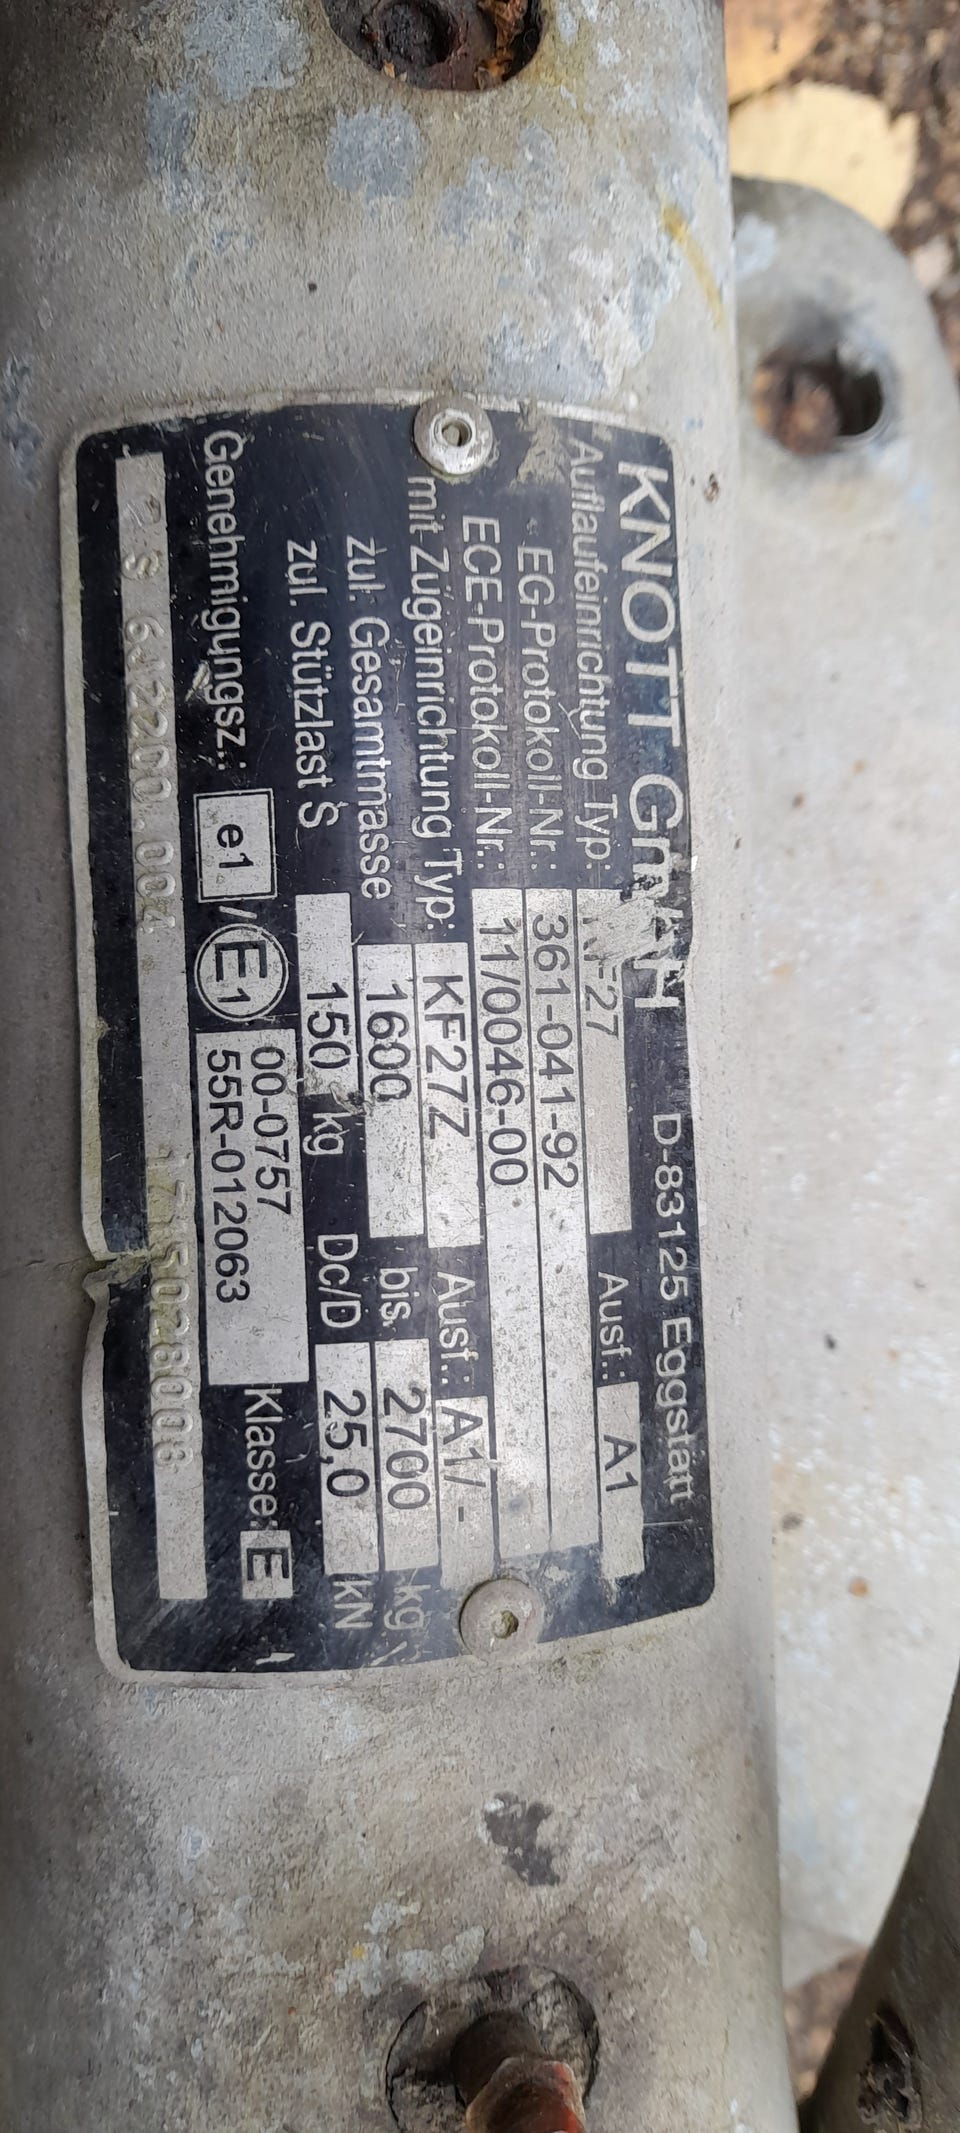 KNOTT GmbH D-83125 Eggstätt
Auflaufeinrichtung Typ: KF27 Ausf.: A1
EG-Protokoll-Nr.: 361-041-92
ECE-Protokoll-Nr.: 11/0046-00
mit Zugeinrichtung Typ: KF27Z Ausf.: A1/ -
zul. Gesamtmasse 1600 bis 2700 kg
zul. Stützlast S 150 kg Dc/D 25,0 kN
Genehmigungsz.: e1 / E1 00-0757
55R-012063 Klasse: E